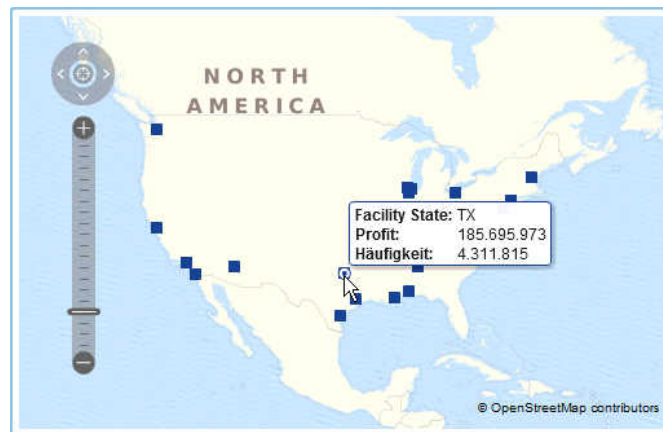 NORTH
AMERICA
Facility State: TX
Profit: 185.695.973
Häufigkeit: 4.311.815
© OpenStreetMap contributors